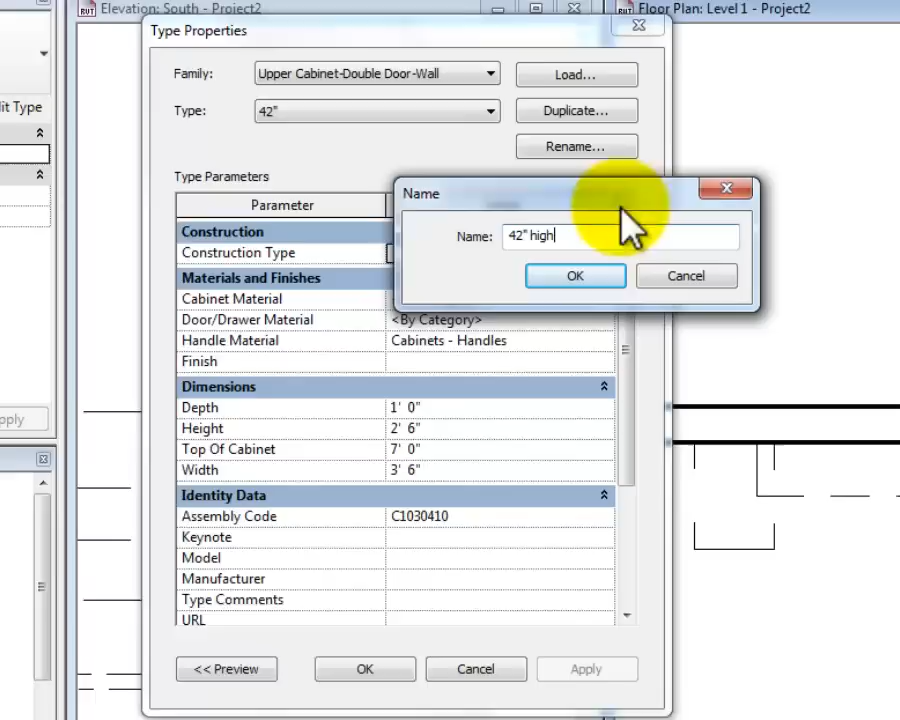 Elevation: South - Project2
Floor Plan: Level 1 - Project2
Type Properties
Family:
Upper Cabinet-Double Door-Wall
Load...
Type:
42"
Duplicate...
Rename...
Type Parameters
Parameter
Construction
Construction Type
Materials and Finishes
Cabinet Material
Door/Drawer Material
<By Category>
Handle Material
Cabinets - Handles
Finish
Dimensions
Depth
1' 0"
Height
2' 6"
Top Of Cabinet
7' 0"
Width
3' 6"
Identity Data
Assembly Code
C1030410
Keynote
Model
Manufacturer
Type Comments
URL
<< Preview
OK
Cancel
Apply
Name
Name:
42" high
OK
Cancel
lit Type
pply